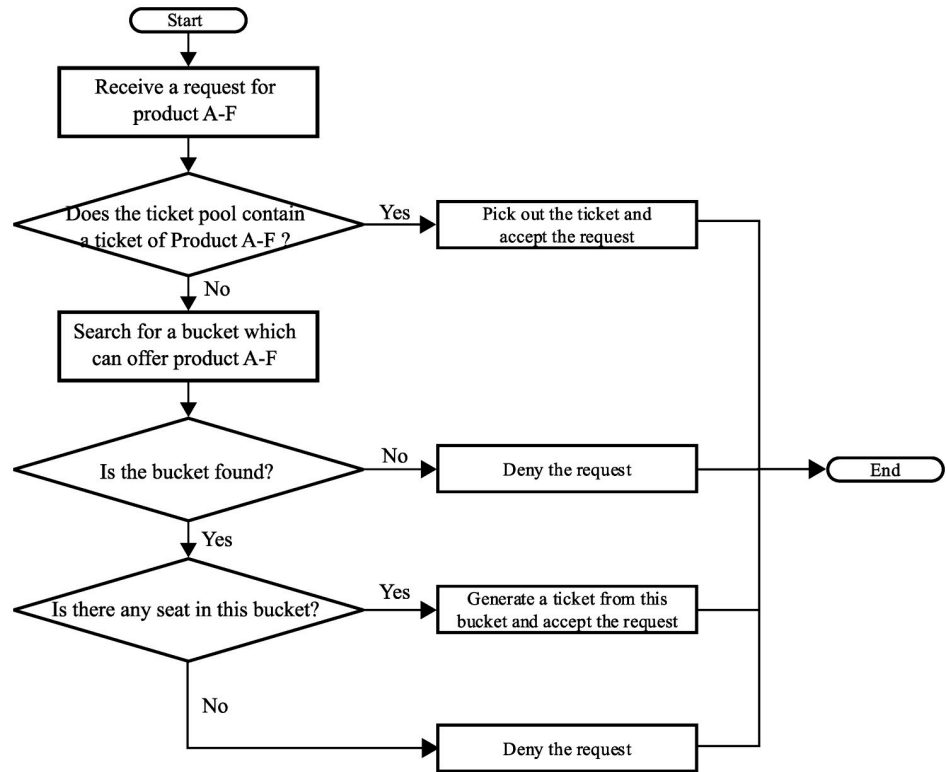 Start
Receive a request for
product A-F
Does the ticket pool contain
a ticket of Product A-F ?
Yes
Pick out the ticket and
accept the request
No
Search for a bucket which
can offer product A-F
Is the bucket found?
No
Deny the request
End
Yes
Is there any seat in this bucket?
Yes
Generate a ticket from this
bucket and accept the request
No
Deny the request